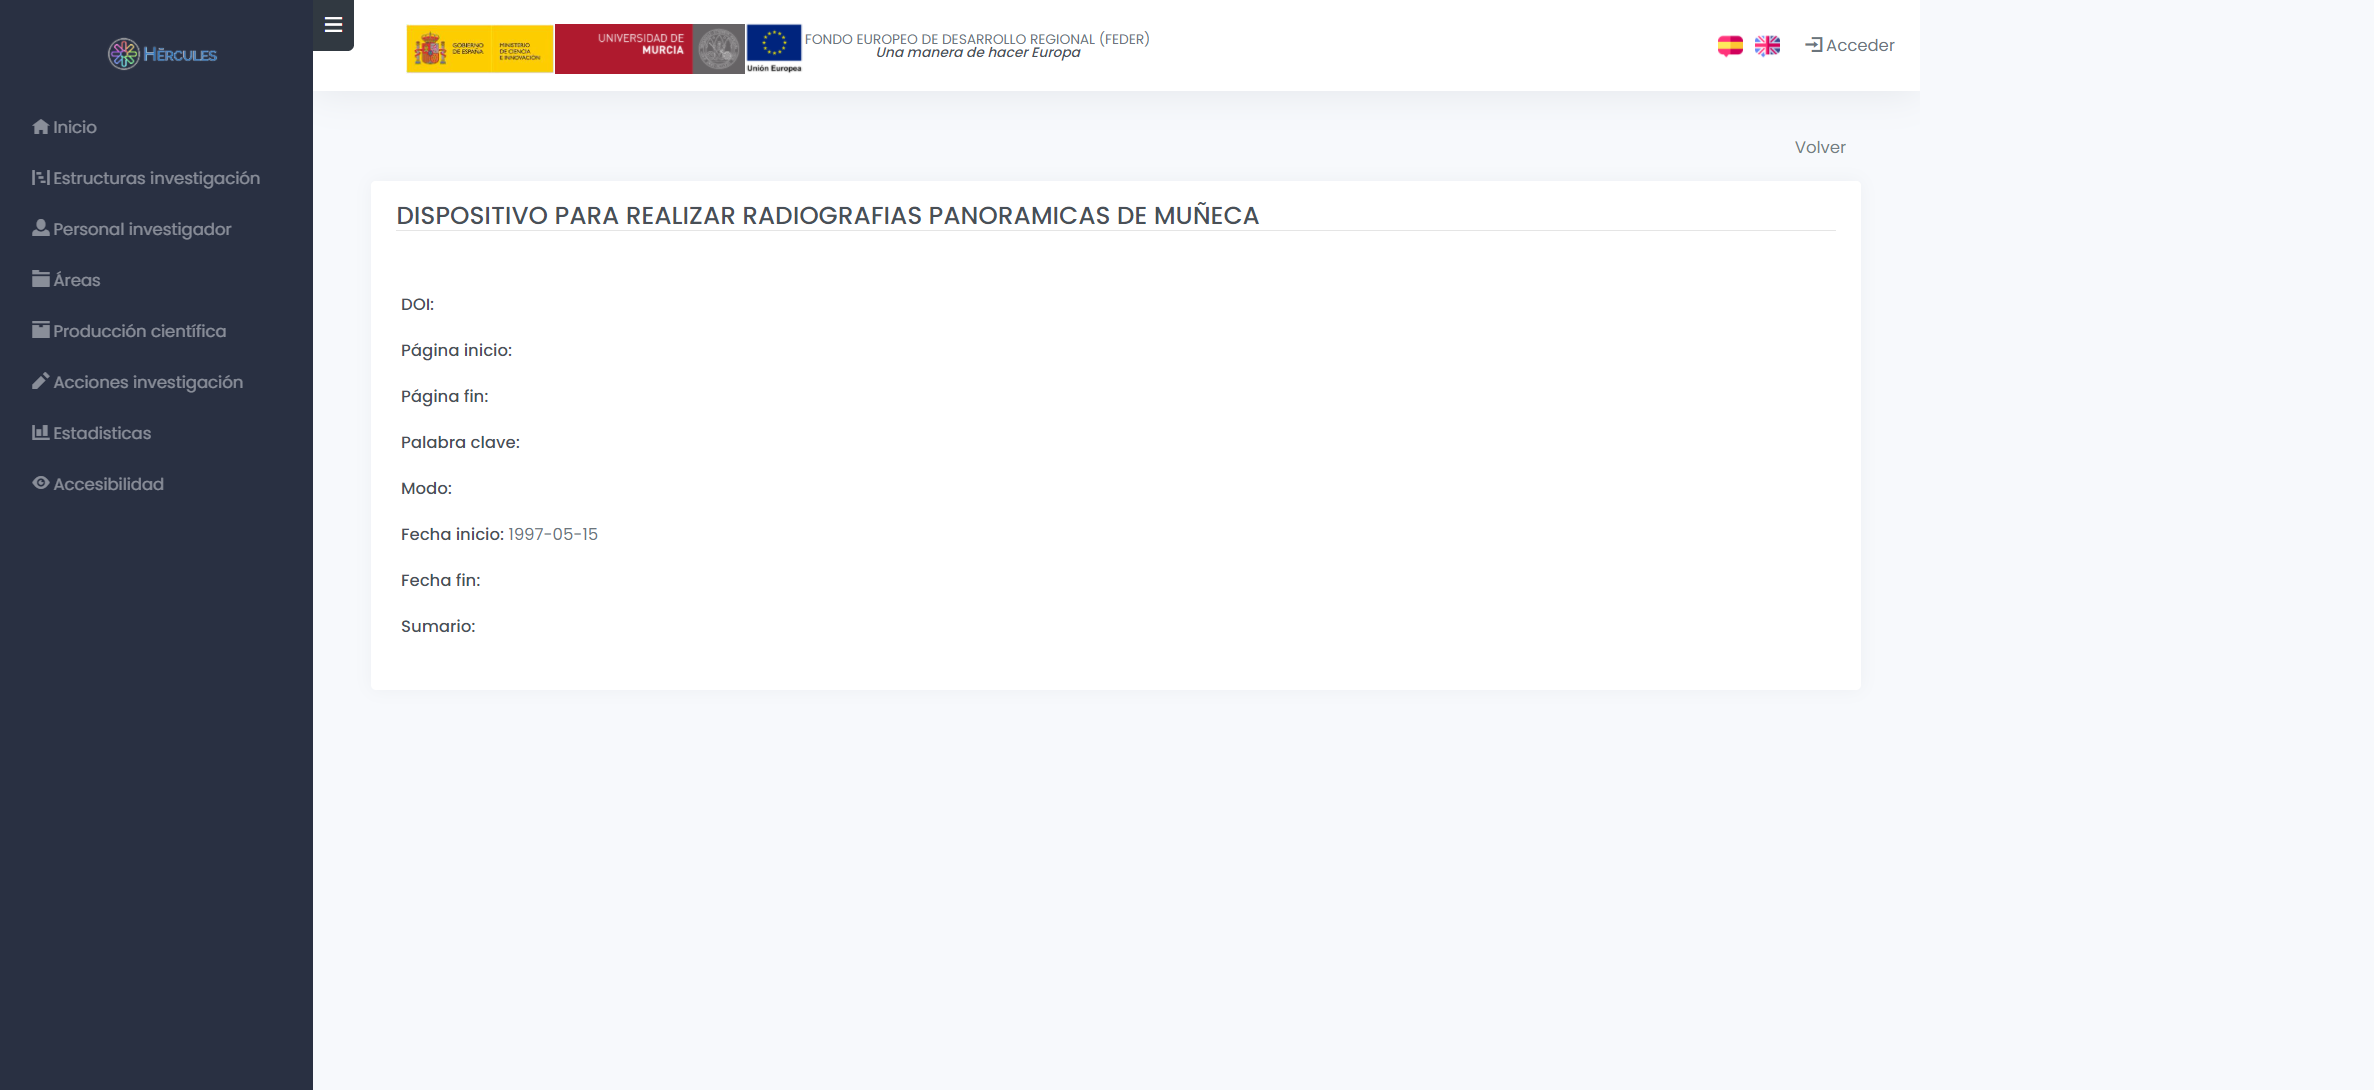 HĒRCULES
Inicio
Estructuras investigación
Personal investigador
Áreas
Producción científica
Acciones investigación
Estadisticas
Accesibilidad
GOBIERNO DE ESPAÑA
MINISTERIO DE CIENCIA E INNOVACIÓN
UNIVERSIDAD DE
MURCIA
Unión Europea
FONDO EUROPEO DE DESARROLLO REGIONAL (FEDER)
Una manera de hacer Europa
Acceder
Volver
DISPOSITIVO PARA REALIZAR RADIOGRAFIAS PANORAMICAS DE MUÑECA
DOI:
Página inicio:
Página fin:
Palabra clave:
Modo:
Fecha inicio: 1997-05-15
Fecha fin:
Sumario: